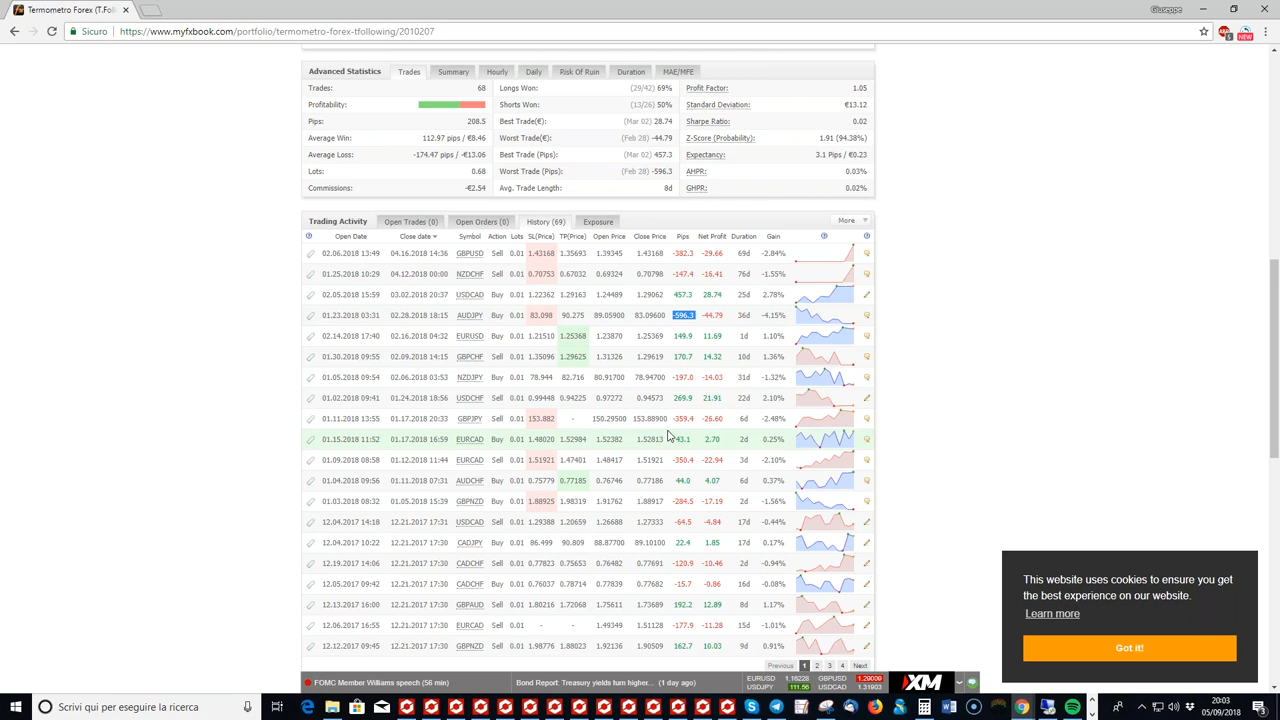 Termometro Forex (T.Foll
Giuseppe
Sicuro
https://www.myfxbook.com/portfolio/termometro-forex-tfollowing/2010207
NEW
Advanced Statistics Trades Summary Hourly Daily Risk Of Ruin Duration MAE/MFE
Trades: 68 Longs Won: (29/42) 69% Profit Factor: 1.05
Profitability: Shorts Won: (13/26) 50% Standard Deviation: €13.12
Pips: 208.5 Best Trade(€): (Mar 02) 28.74 Sharpe Ratio: 0.02
Average Win: 112.97 pips / €8.46 Worst Trade(€): (Feb 28) -44.79 Z-Score (Probability): 1.91 (94.38%)
Average Loss: -174.47 pips / -€13.06 Best Trade (Pips): (Mar 02) 457.3 Expectancy: 3.1 Pips / €0.23
Lots: 0.68 Worst Trade (Pips): (Feb 28) -596.3 AHPR: 0.03%
Commissions: -€2.54 Avg. Trade Length: 8d GHPR: 0.02%
Trading Activity Open Trades (0) Open Orders (0) History (69) Exposure More
Open Date Close date Symbol Action Lots SL(Price) TP(Price) Open Price Close Price Pips Net Profit Duration Gain
02.06.2018 13:49 04.16.2018 14:36 GBPUSD Sell 0.01 1.43168 1.35693 1.39345 1.43168 -382.3 -29.66 69d -2.84%
01.25.2018 10:29 04.12.2018 00:00 NZDCHF Sell 0.01 0.70753 0.67032 0.69324 0.70798 -147.4 -16.41 76d -1.55%
02.05.2018 15:59 03.02.2018 20:37 USDCAD Buy 0.01 1.22362 1.29163 1.24489 1.29062 457.3 28.74 25d 2.78%
01.23.2018 03:31 02.28.2018 18:15 AUDJPY Buy 0.01 83.098 90.275 89.05900 83.09600 -596.3 -44.79 36d -4.15%
02.14.2018 17:40 02.16.2018 02:32 EURUSD Buy 0.01 1.21510 1.25368 1.23870 1.25369 149.9 11.69 1d 1.10%
01.30.2018 09:55 02.09.2018 14:15 GBPCHF Sell 0.01 1.35096 1.29625 1.31326 1.29619 170.7 14.32 10d 1.36%
01.05.2018 09:54 02.06.2018 03:53 NZDJPY Buy 0.01 78.944 82.716 80.91700 78.94700 -197.0 -14.03 31d -1.32%
01.02.2018 09:41 01.24.2018 18:56 USDCHF Sell 0.01 0.99448 0.94225 0.97272 0.94573 269.9 21.91 22d 2.10%
01.11.2018 13:55 01.17.2018 20:33 GBPJPY Sell 0.01 153.882 - 150.29500 153.88900 -359.4 -26.60 6d -2.48%
01.15.2018 11:52 01.17.2018 16:59 EURCAD Buy 0.01 1.48020 1.52984 1.52382 1.52813 43.1 2.70 2d 0.25%
01.09.2018 08:58 01.12.2018 11:44 EURCAD Sell 0.01 1.51921 1.47401 1.48417 1.51921 -350.4 -22.94 3d -2.10%
01.04.2018 09:56 01.11.2018 07:31 AUDCHF Buy 0.01 0.75779 0.77185 0.76746 0.77186 44.0 4.07 6d 0.37%
01.03.2018 08:32 01.05.2018 15:39 GBPNZD Buy 0.01 1.88925 1.98319 1.91762 1.88917 -284.5 -17.19 2d -1.56%
12.04.2017 14:18 12.21.2017 17:31 USDCAD Sell 0.01 1.29388 1.20659 1.26688 1.27333 -64.5 -4.84 17d -0.44%
12.04.2017 10:22 12.21.2017 17:30 CADJPY Buy 0.01 86.499 90.809 88.87700 89.10100 22.4 1.85 17d 0.17%
12.19.2017 14:06 12.21.2017 17:30 CADCHF Sell 0.01 0.77823 0.75653 0.76482 0.77691 -120.9 -10.46 2d -0.94%
12.05.2017 09:42 12.21.2017 17:30 CADCHF Buy 0.01 0.76037 0.78714 0.77839 0.77682 -15.7 -0.86 16d -0.08%
12.13.2017 16:00 12.21.2017 17:30 GBPAUD Sell 0.01 1.80216 1.72068 1.75611 1.73689 192.2 12.89 8d 1.17%
12.06.2017 16:55 12.21.2017 17:30 EURCAD Sell 0.01 - - 1.49349 1.51128 -177.9 -11.28 15d -1.01%
12.12.2017 09:45 12.21.2017 17:30 GBPNZD Sell 0.01 1.98776 1.88023 1.92136 1.90509 162.7 10.03 9d 0.91%
Previous 1 2 3 4 Next
This website uses cookies to ensure you get
the best experience on our website.
Learn more
Got it!
FOMC Member Williams speech (56 min) Bond Report: Treasury yields turn higher... (1 day ago)
EURUSD 1.16228 GBPUSD 1.29009
USDJPY 111.56 USDCAD 1.31903
XM
Scrivi qui per eseguire la ricerca
20:03
05/09/2018